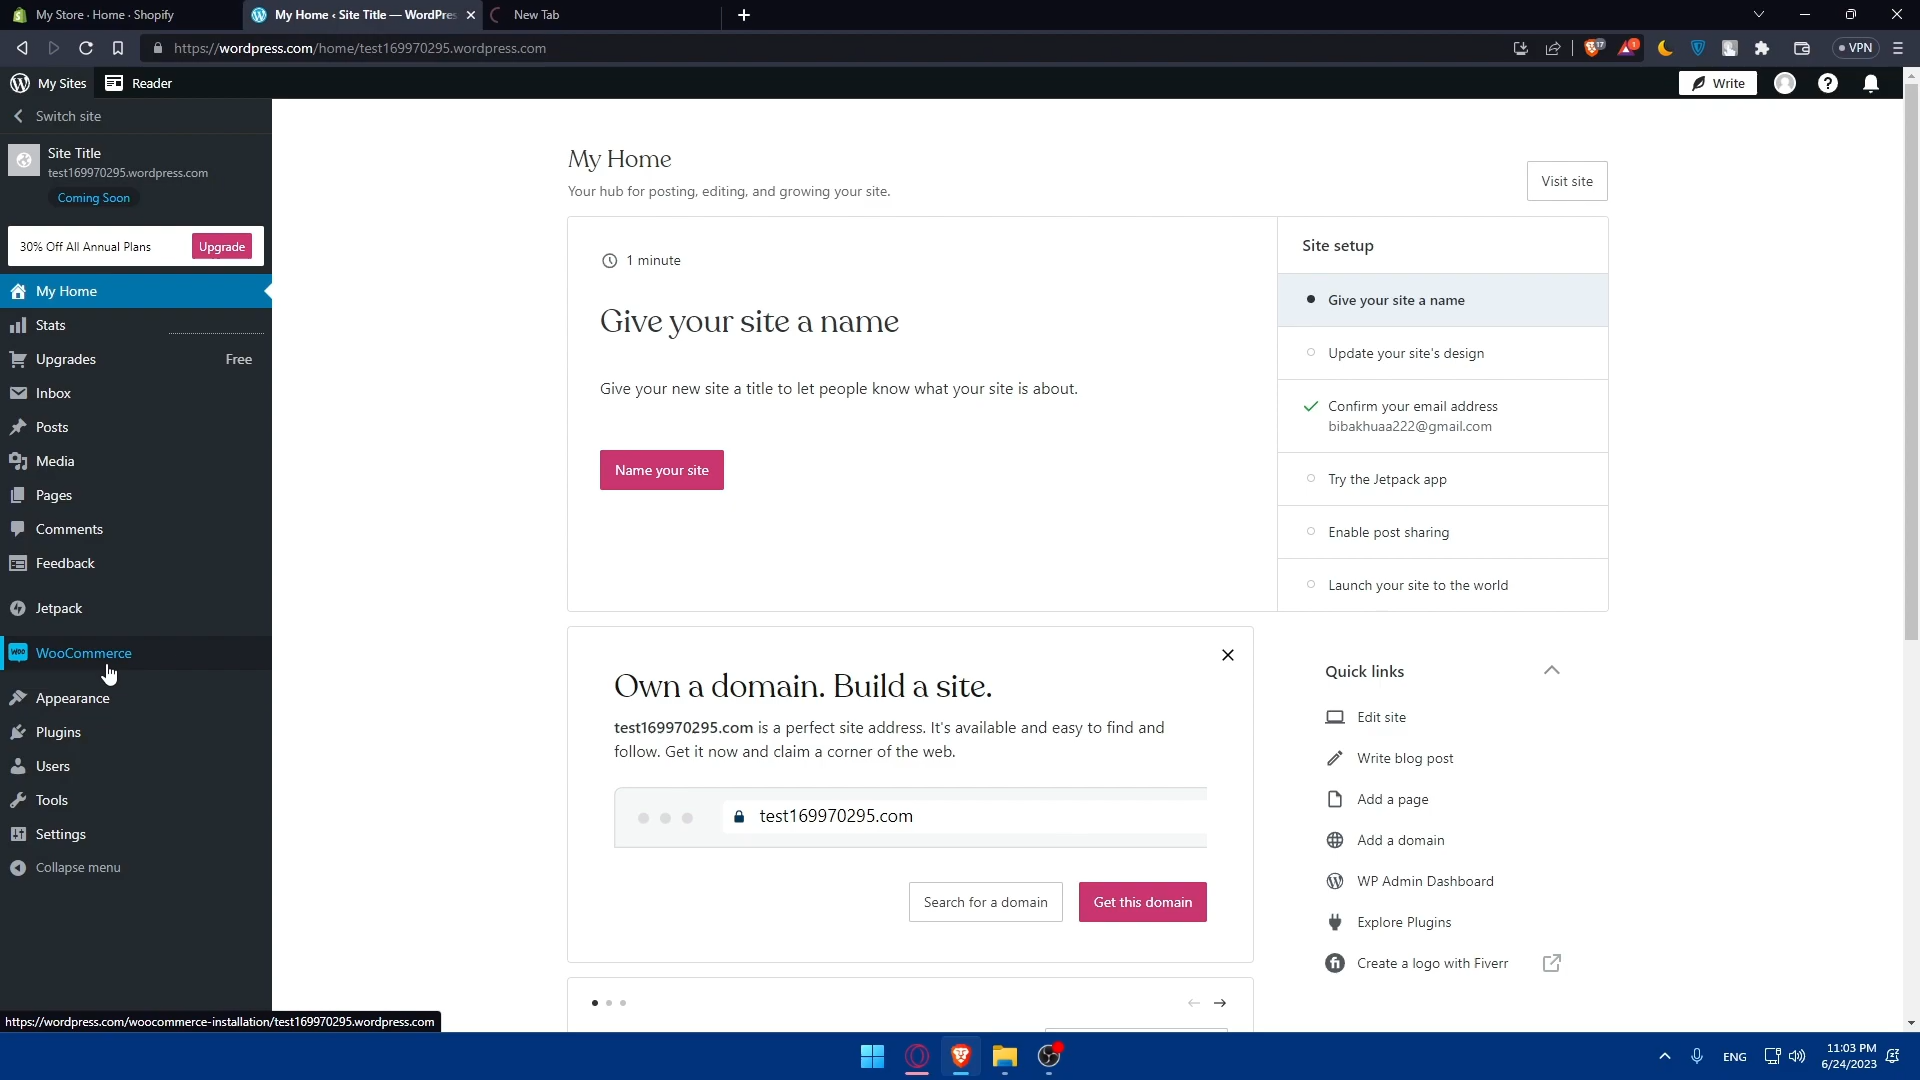 My Store · Home · Shopify
My Home ‹ Site Title — WordPres
New Tab
https://wordpress.com/home/test169970295.wordpress.com
17
1
VPN
My Sites
Reader
Write
Switch site
Site Title
test169970295.wordpress.com
Coming Soon
30% Off All Annual Plans
Upgrade
My Home
Stats
Upgrades
Free
Inbox
Posts
Media
Pages
Comments
Feedback
Jetpack
WooCommerce
Appearance
Plugins
Users
Tools
Settings
Collapse menu
My Home
Your hub for posting, editing, and growing your site.
Visit site
1 minute
Give your site a name
Give your new site a title to let people know what your site is about.
Name your site
Site setup
Give your site a name
Update your site's design
Confirm your email address
bibakhuaa222@gmail.com
Try the Jetpack app
Enable post sharing
Launch your site to the world
Own a domain. Build a site.
test169970295.com is a perfect site address. It's available and easy to find and
follow. Get it now and claim a corner of the web.
test169970295.com
Search for a domain
Get this domain
Quick links
Edit site
Write blog post
Add a page
Add a domain
WP Admin Dashboard
Explore Plugins
Create a logo with Fiverr
https://wordpress.com/woocommerce-installation/test169970295.wordpress.com
ENG
11:03 PM
6/24/2023